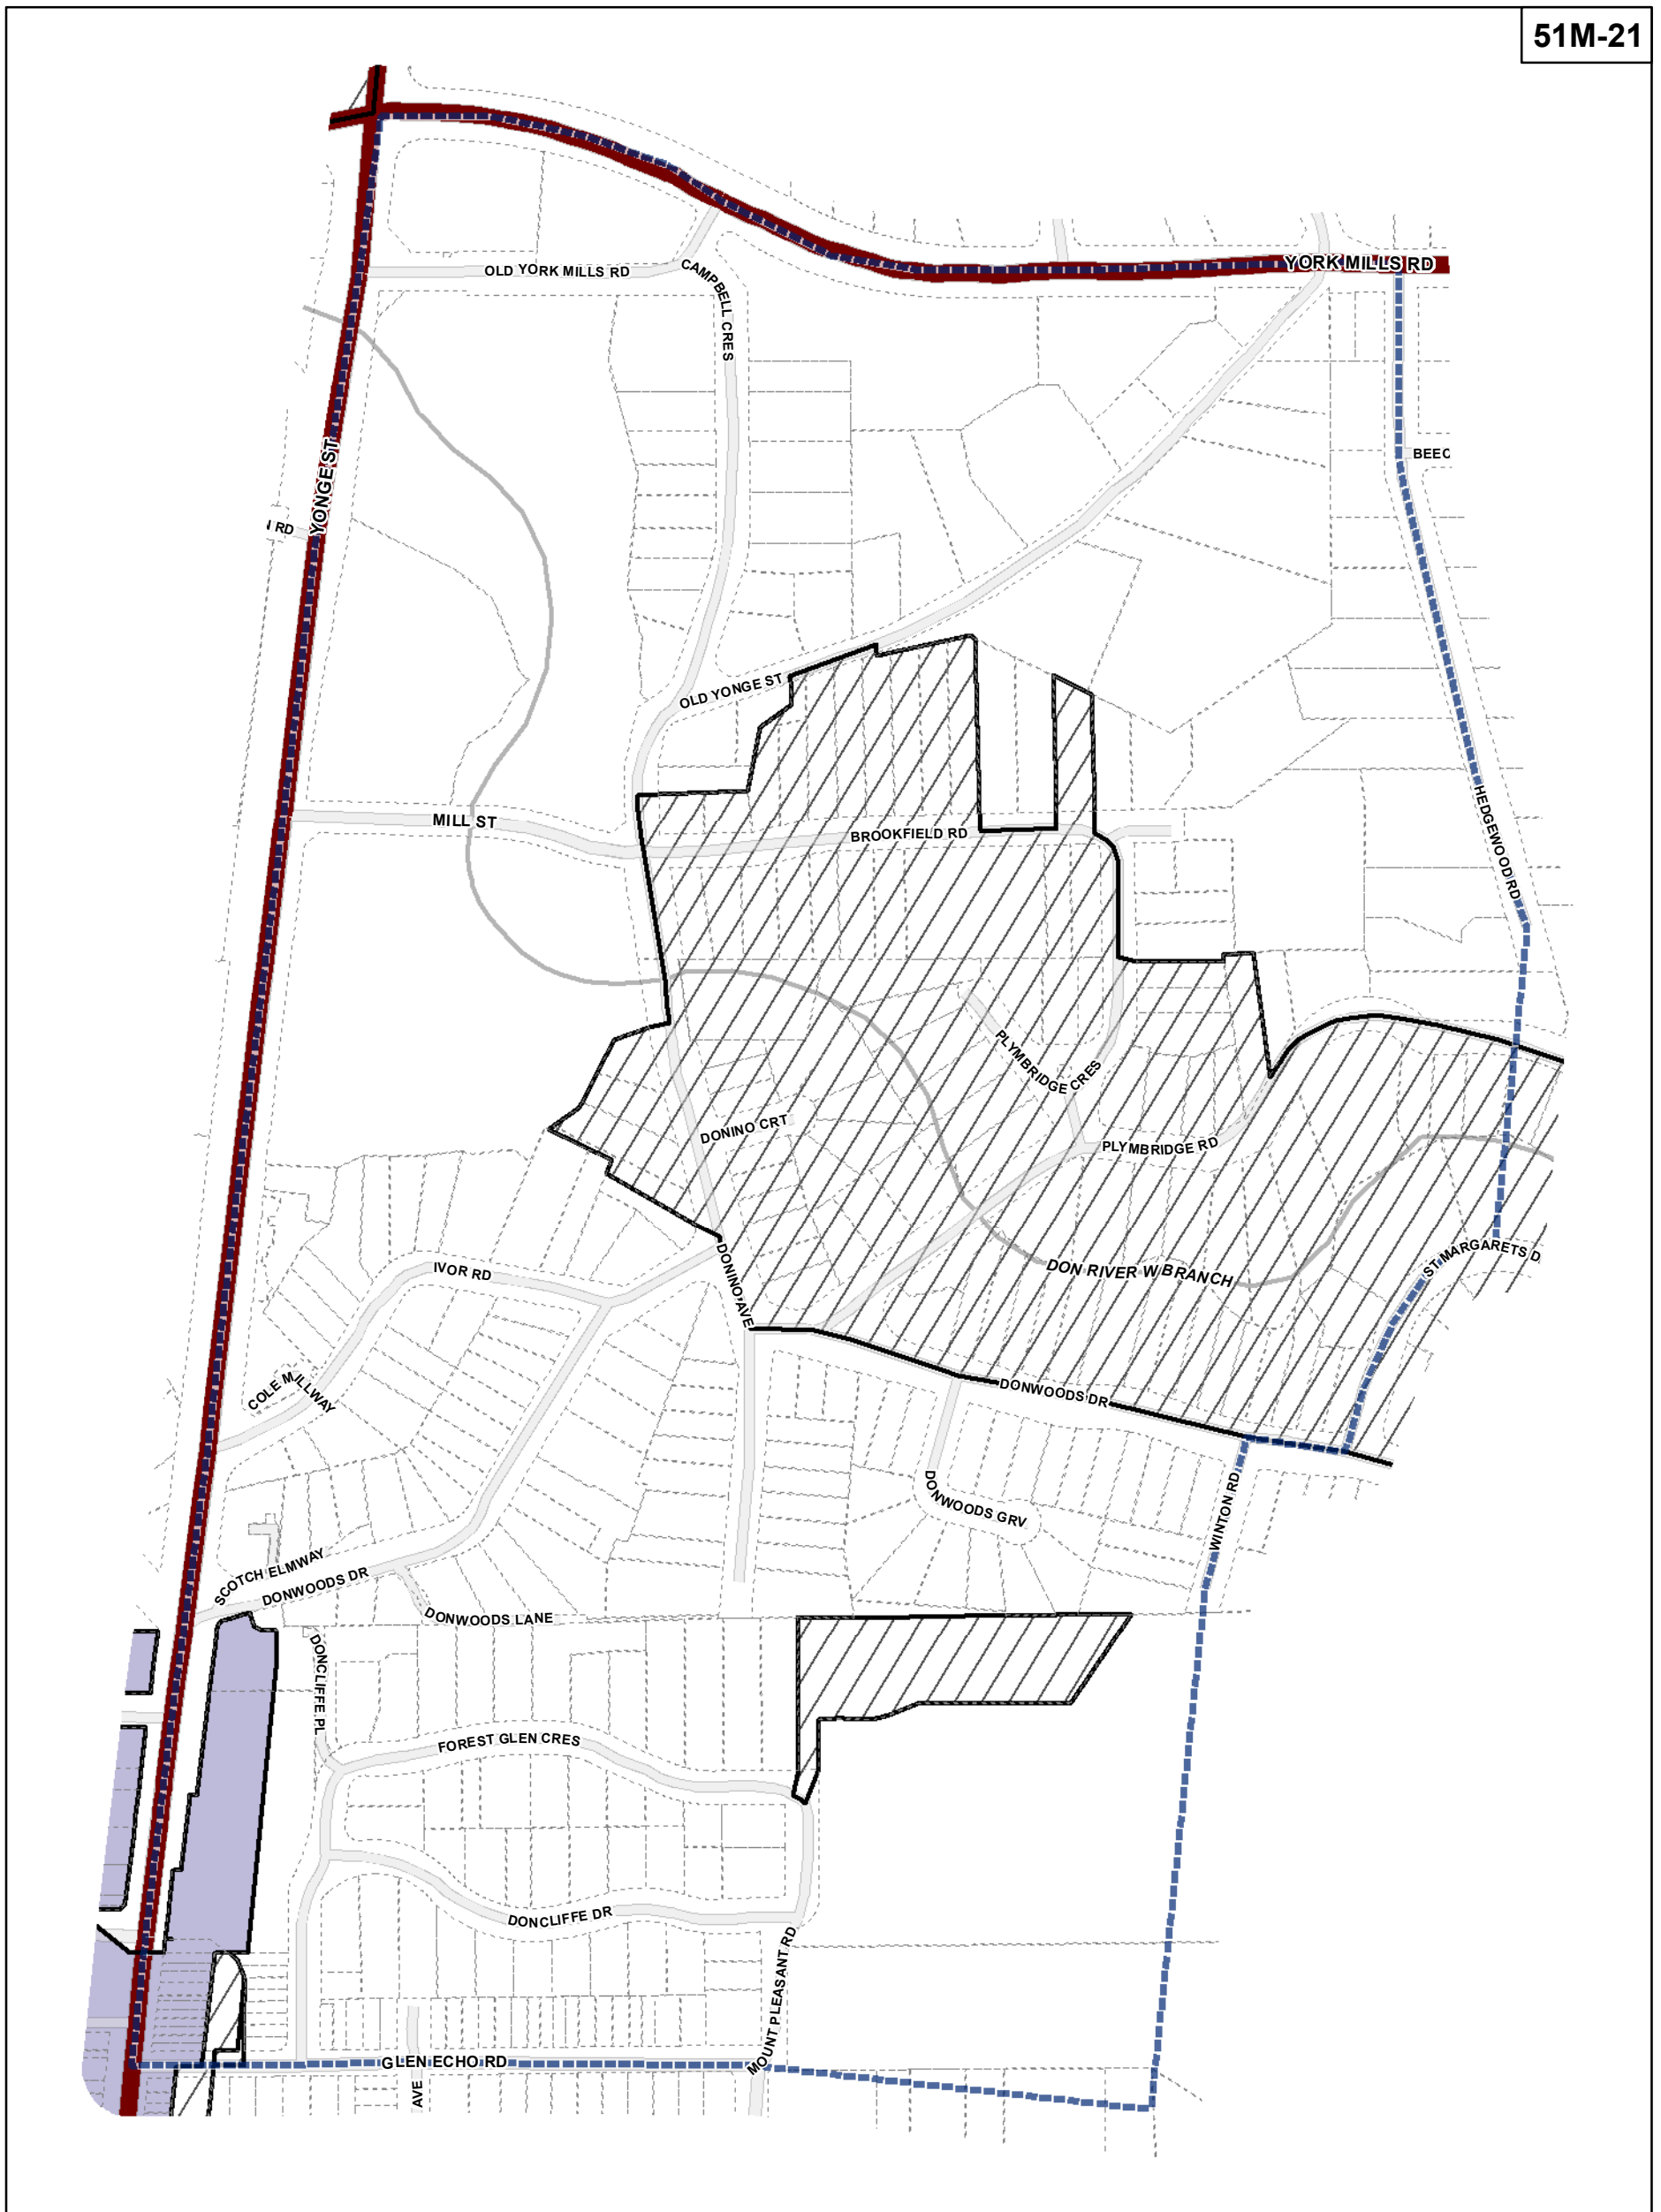 51M-21
YORK MILLS RD
OLD YORK MILLS RD
CAMPBELL CRES
YONGE ST
BEEC
I RD
OLD YONGE ST
MILL ST
BROOKFIELD RD
HEDGEWOOD RD
PLYMBRIDGE CRES
DONINO CRT
PLYMBRIDGE RD
DONINO AVE
IVOR RD
DON RIVER W BRANCH
ST MARGARETS D
COLE MILLWAY
DONWOODS DR
DONWOODS GRV
WINTON RD
SCOTCH ELMWAY
DONWOODS DR
DONWOODS LANE
DONCLIFFE PL
FOREST GLEN CRES
DONCLIFFE DR
MOUNT PLEASANT RD
GLEN ECHO RD
AVE